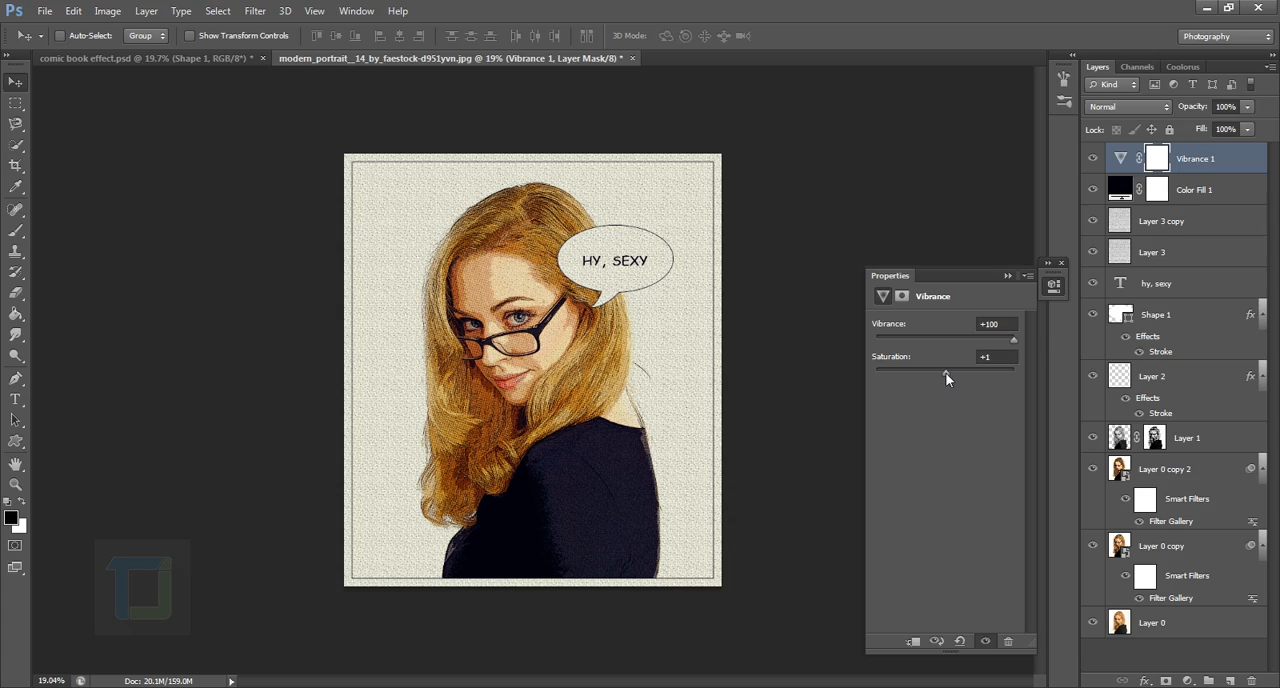 Ps File Edit Image Layer Type Select Filter 3D View Window Help
Auto-Select: Group Show Transform Controls 3D Mode: Photography
comic book effect.psd @ 19.7% (Shape 1, RGB/8*) * × modern_portrait__14_by_faestock-d951yvn.jpg @ 19% (Vibrance 1, Layer Mask/8) * ×
Layers Channels Coolorus
Kind
Normal Opacity: 100%
Lock: Fill: 100%
Vibrance 1
Color Fill 1
Layer 3 copy
Layer 3
T hy, sexy
Shape 1 fx
Effects
Stroke
Layer 2 fx
Effects
Stroke
Layer 1
Layer 0 copy 2
Smart Filters
Filter Gallery
Layer 0 copy
Smart Filters
Filter Gallery
Layer 0
HY, SEXY
Properties
Vibrance
Vibrance: +100
Saturation: +1
19.04% Doc: 20.1M/159.0M